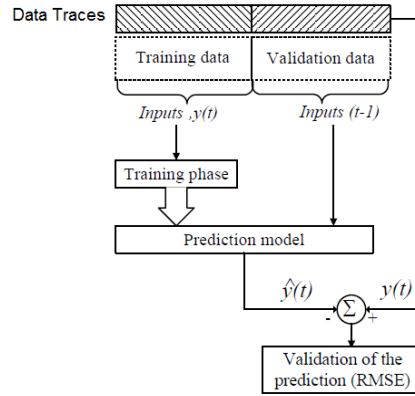 Data Traces
Training data
Validation data
Inputs ,y(t)
Inputs (t-1)
Training phase
Prediction model
ŷ(t)
y(t)
- Σ +
Validation of the
prediction (RMSE)